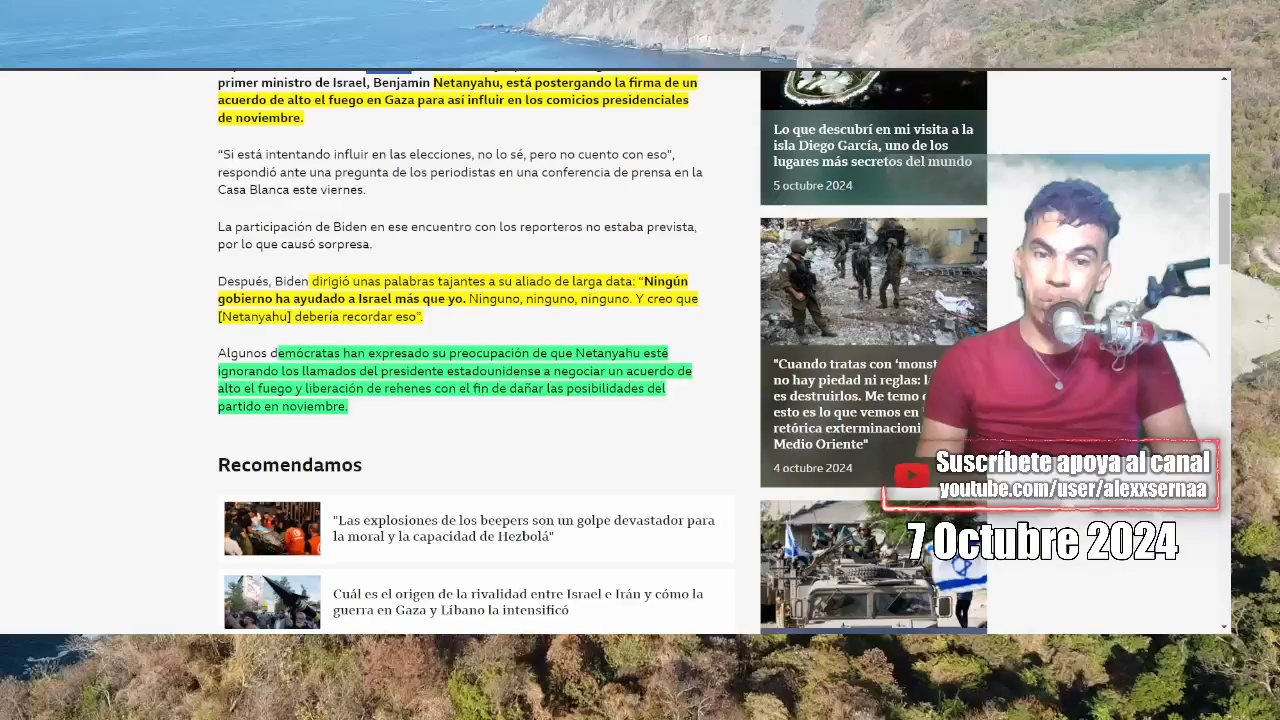 primer ministro de Israel, Benjamin Netanyahu, está postergando la firma de un
acuerdo de alto el fuego en Gaza para así influir en los comicios presidenciales
de noviembre.
"Si está intentando influir en las elecciones, no lo sé, pero no cuento con eso",
respondió ante una pregunta de los periodistas en una conferencia de prensa en la
Casa Blanca este viernes.
La participación de Biden en ese encuentro con los reporteros no estaba prevista,
por lo que causó sorpresa.
Después, Biden dirigió unas palabras tajantes a su aliado de larga data: "Ningún
gobierno ha ayudado a Israel más que yo. Ninguno, ninguno, ninguno. Y creo que
[Netanyahu] debería recordar eso".
Algunos demócratas han expresado su preocupación de que Netanyahu esté
ignorando los llamados del presidente estadounidense a negociar un acuerdo de
alto el fuego y liberación de rehenes con el fin de dañar las posibilidades del
partido en noviembre.
Recomendamos
"Las explosiones de los beepers son un golpe devastador para
la moral y la capacidad de Hezbolá"
Cuál es el origen de la rivalidad entre Israel e Irán y cómo la
guerra en Gaza y Líbano la intensificó
Lo que descubrí en mi visita a la
isla Diego García, uno de los
lugares más secretos del mundo
5 octubre 2024
"Cuando tratas con 'monst
no hay piedad ni reglas: l
es destruirlos. Me temo
esto es lo que vemos en
retórica exterminacioni
Medio Oriente"
4 octubre 2024
Suscríbete apoya al canal
youtube.com/user/alexxsernaa
7 Octubre 2024